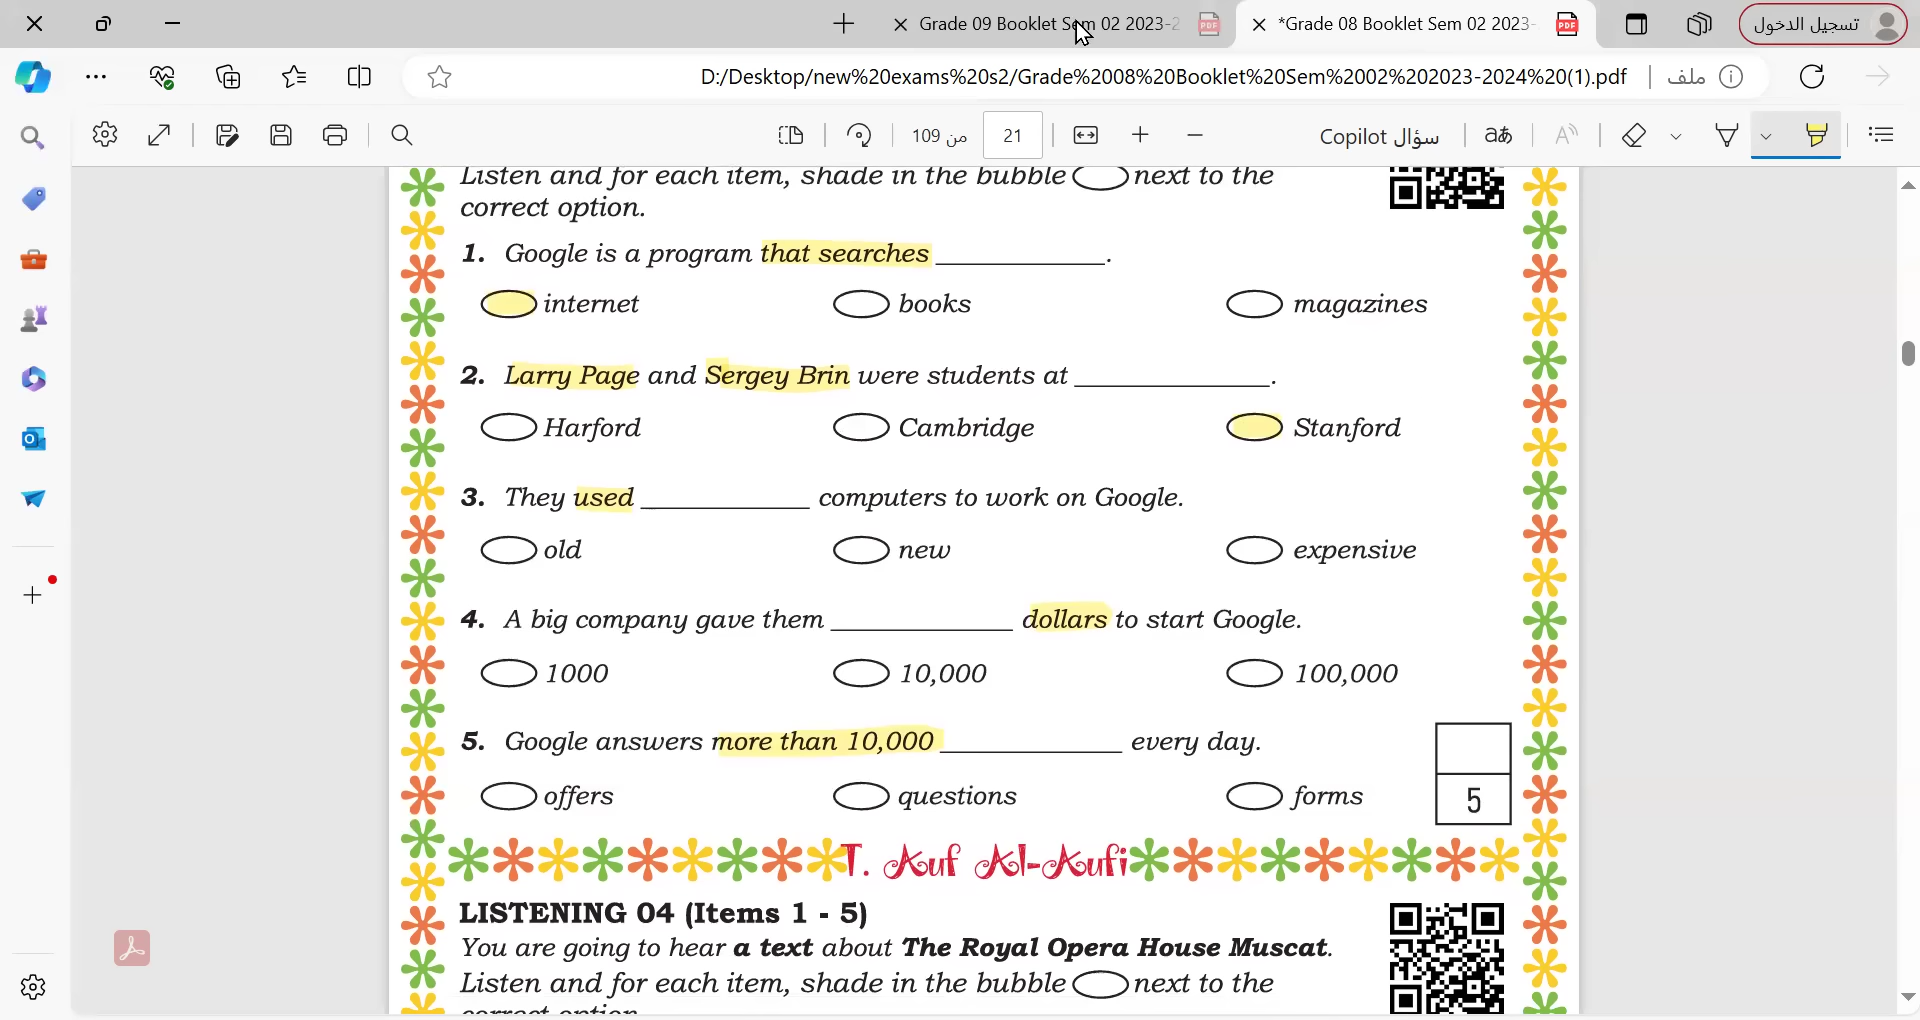 Grade 09 Booklet Sem 02 2023-2
*Grade 08 Booklet Sem 02 2023-
تسجيل الدخول
D:/Desktop/new%20exams%20s2/Grade%2008%20Booklet%20Sem%2002%202023-2024%20(1).pdf
ملف
من 109
21
سؤال Copilot
Listen and for each item, shade in the bubble next to the
correct option.
1. Google is a program that searches ____________.
internet books magazines
2. Larry Page and Sergey Brin were students at ______________.
Harford Cambridge Stanford
3. They used ____________ computers to work on Google.
old new expensive
4. A big company gave them _____________ dollars to start Google.
1000 10,000 100,000
5. Google answers more than 10,000 _____________ every day.
offers questions forms
5
T. Auf Al-Aufi
LISTENING 04 (Items 1 - 5)
You are going to hear a text about The Royal Opera House Muscat.
Listen and for each item, shade in the bubble next to the
correct option.